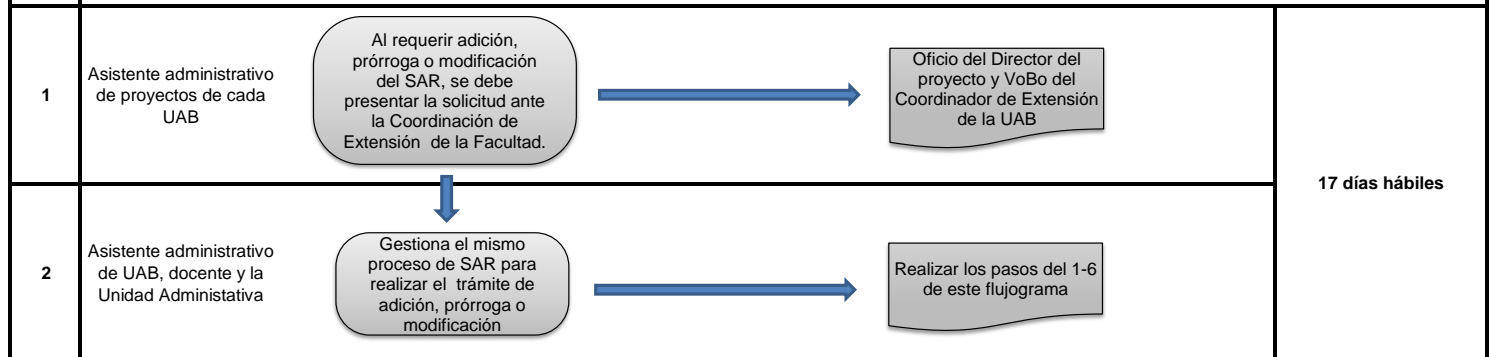 1
Asistente administrativo
de proyectos de cada
UAB
Al requerir adición,
prórroga o modificación
del SAR, se debe
presentar la solicitud ante
la Coordinación de
Extensión de la Facultad.
Oficio del Director del
proyecto y VoBo del
Coordinador de Extensión
de la UAB
17 días hábiles
2
Asistente administrativo
de UAB, docente y la
Unidad Administativa
Gestiona el mismo
proceso de SAR para
realizar el trámite de
adición, prórroga o
modificación
Realizar los pasos del 1-6
de este flujograma